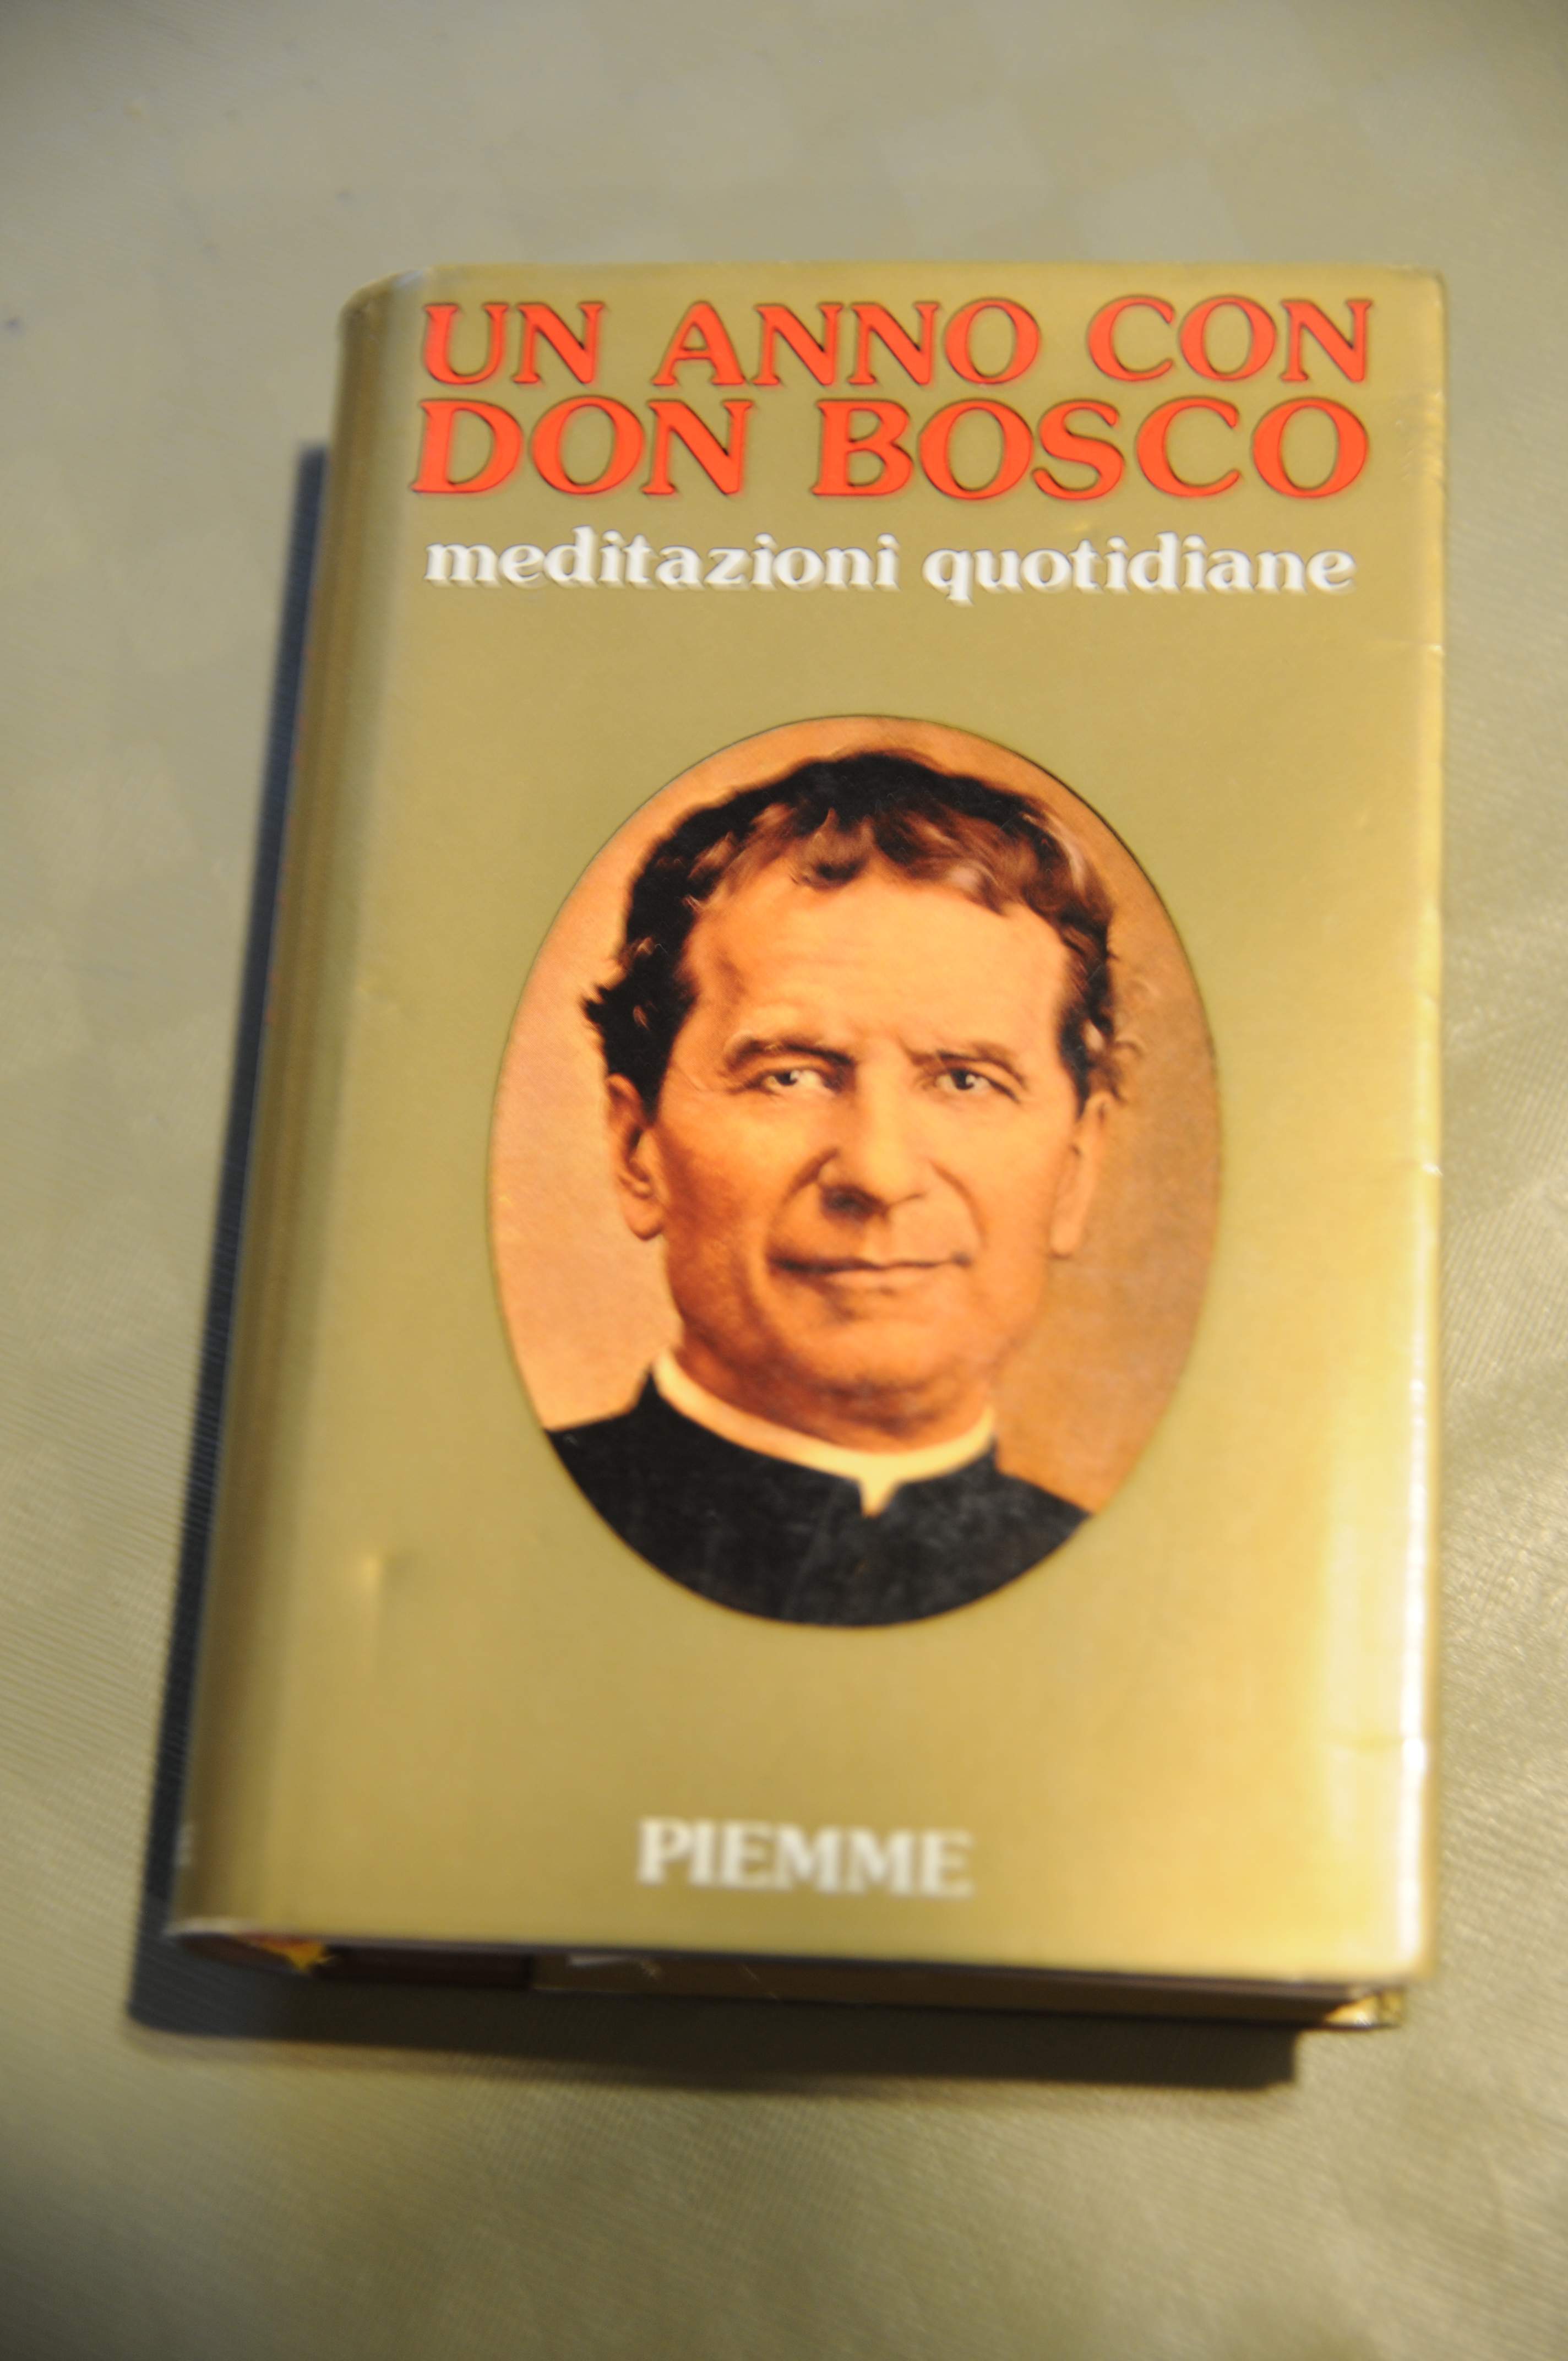 UN ANNO CON
DON BOSCO
meditazioni quotidiane
PIEMME